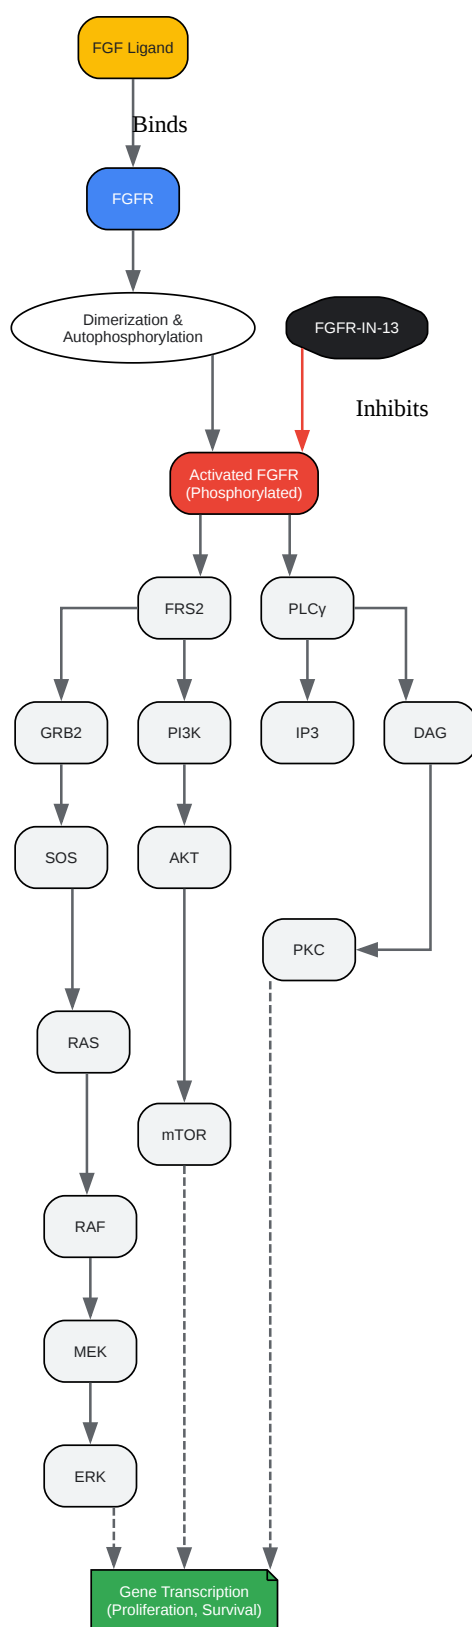 FGF Ligand
Binds
FGFR
Dimerization &
Autophosphorylation
FGFR-IN-13
Inhibits
Activated FGFR
(Phosphorylated)
FRS2
PLCγ
GRB2
PI3K
IP3
DAG
SOS
AKT
PKC
RAS
mTOR
RAF
MEK
ERK
Gene Transcription
(Proliferation, Survival)